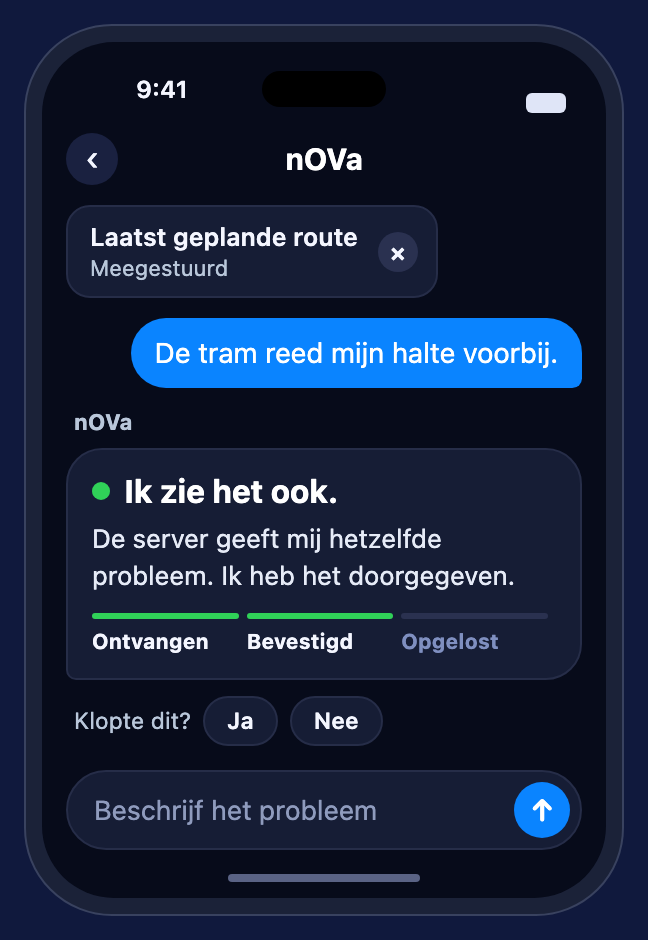 9:41
‹
nOVa
Laatst geplande route
Meegestuurd
×
De tram reed mijn halte voorbij.
nOVa
Ik zie het ook.
De server geeft mij hetzelfde
probleem. Ik heb het doorgegeven.
Ontvangen Bevestigd Opgelost
Klopte dit? Ja Nee
Beschrijf het probleem